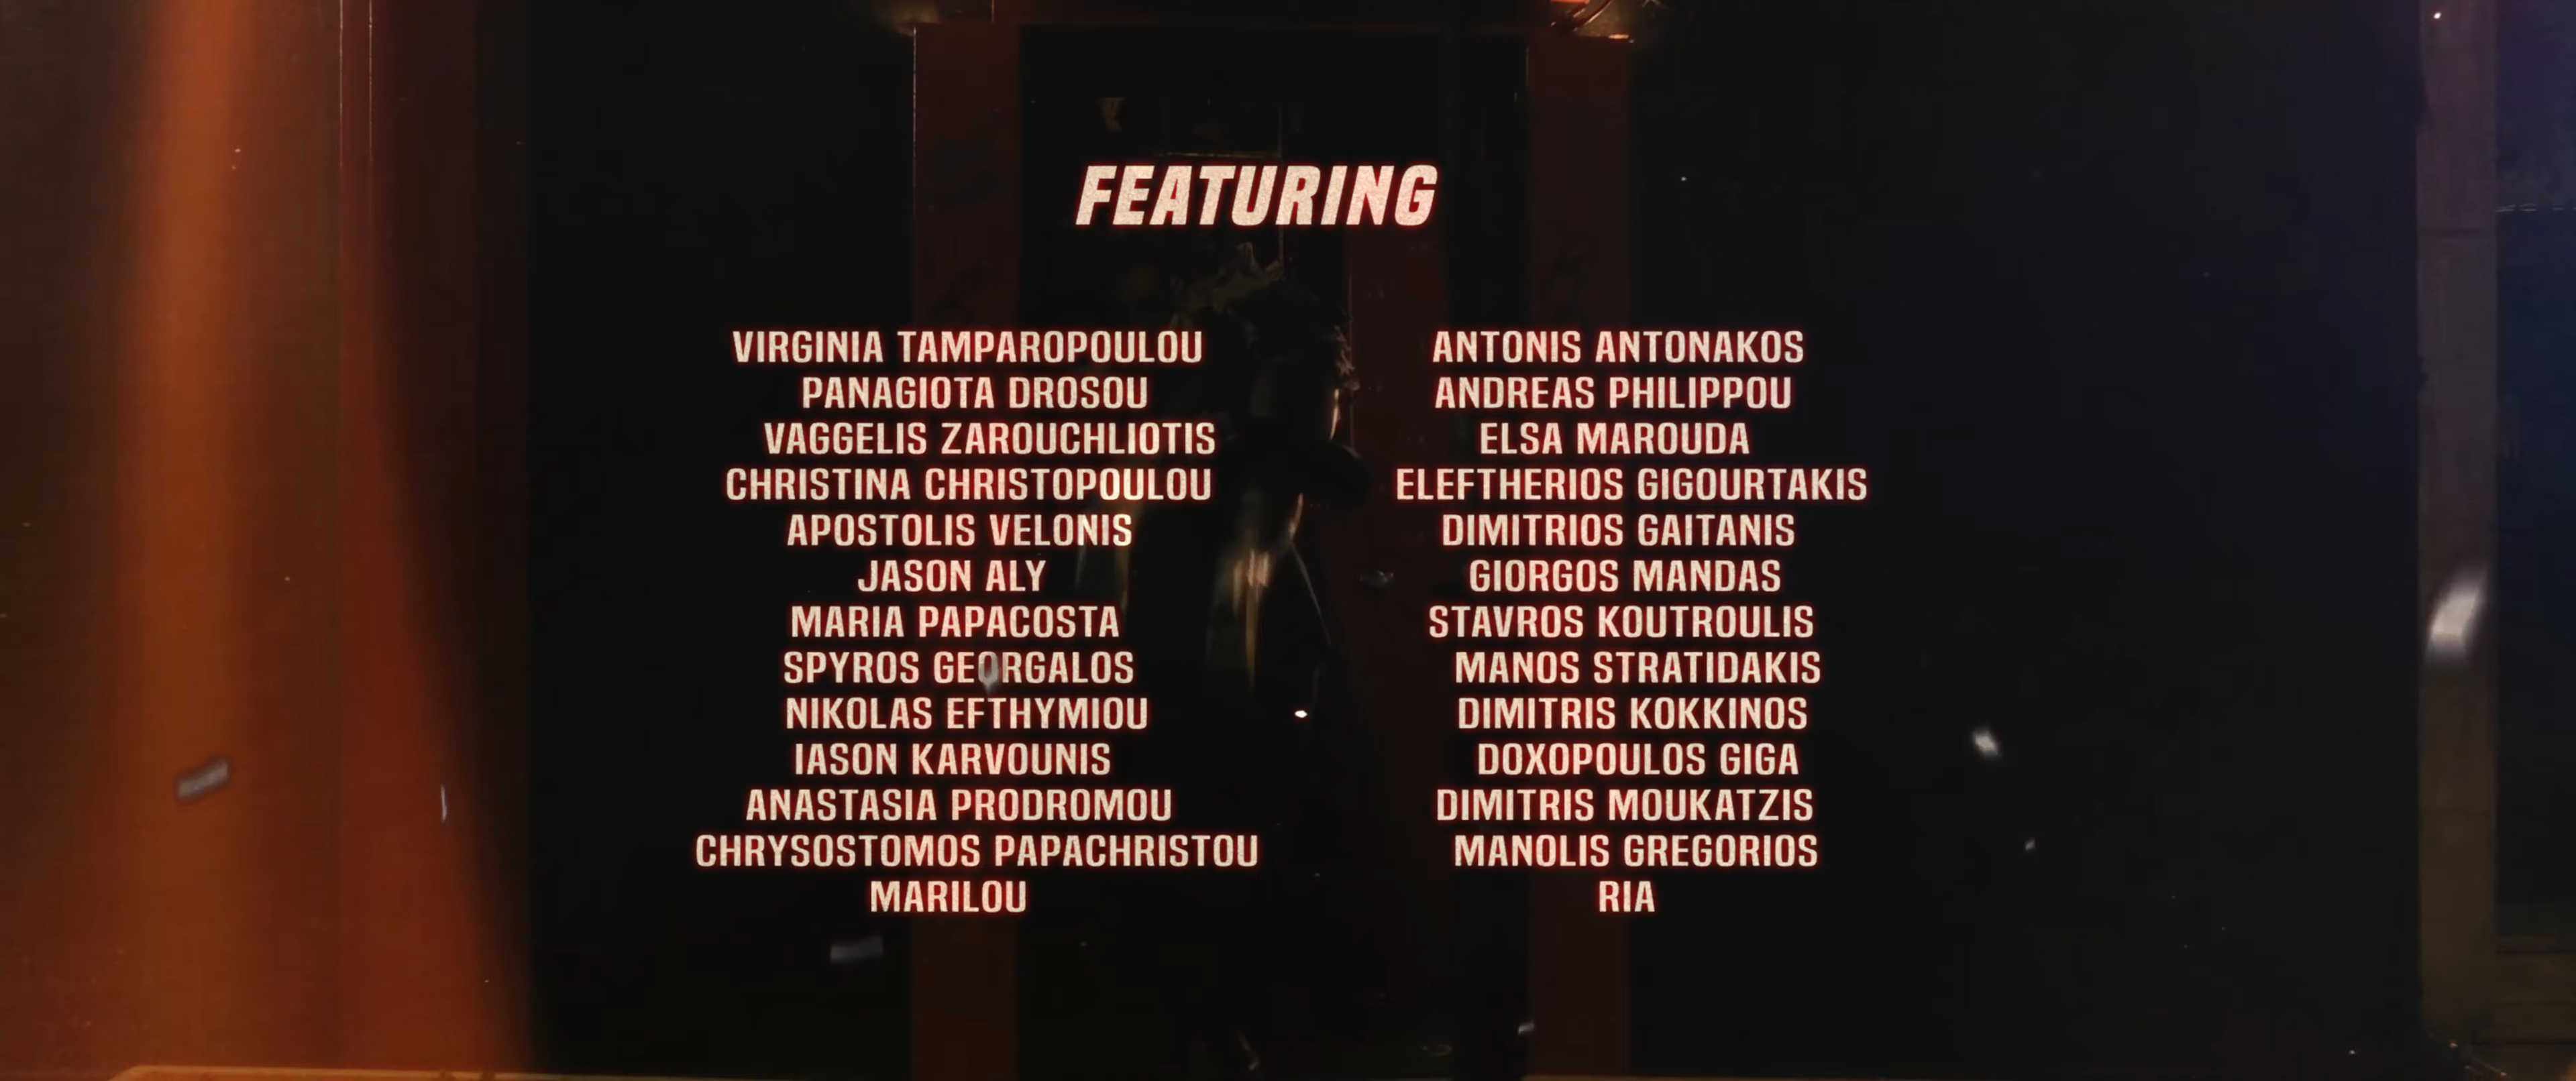 FEATURING
VIRGINIA TAMPAROPOULOU
PANAGIOTA DROSOU
VAGGELIS ZAROUCHLIOTIS
CHRISTINA CHRISTOPOULOU
APOSTOLIS VELONIS
JASON ALY
MARIA PAPACOSTA
SPYROS GEORGALOS
NIKOLAS EFTHYMIOU
IASON KARVOUNIS
ANASTASIA PRODROMOU
CHRYSOSTOMOS PAPACHRISTOU
MARILOU
ANTONIS ANTONAKOS
ANDREAS PHILIPPOU
ELSA MAROUDA
ELEFTHERIOS GIGOURTAKIS
DIMITRIOS GAITANIS
GIORGOS MANDAS
STAVROS KOUTROULIS
MANOS STRATIDAKIS
DIMITRIS KOKKINOS
DOXOPOULOS GIGA
DIMITRIS MOUKATZIS
MANOLIS GREGORIOS
RIA